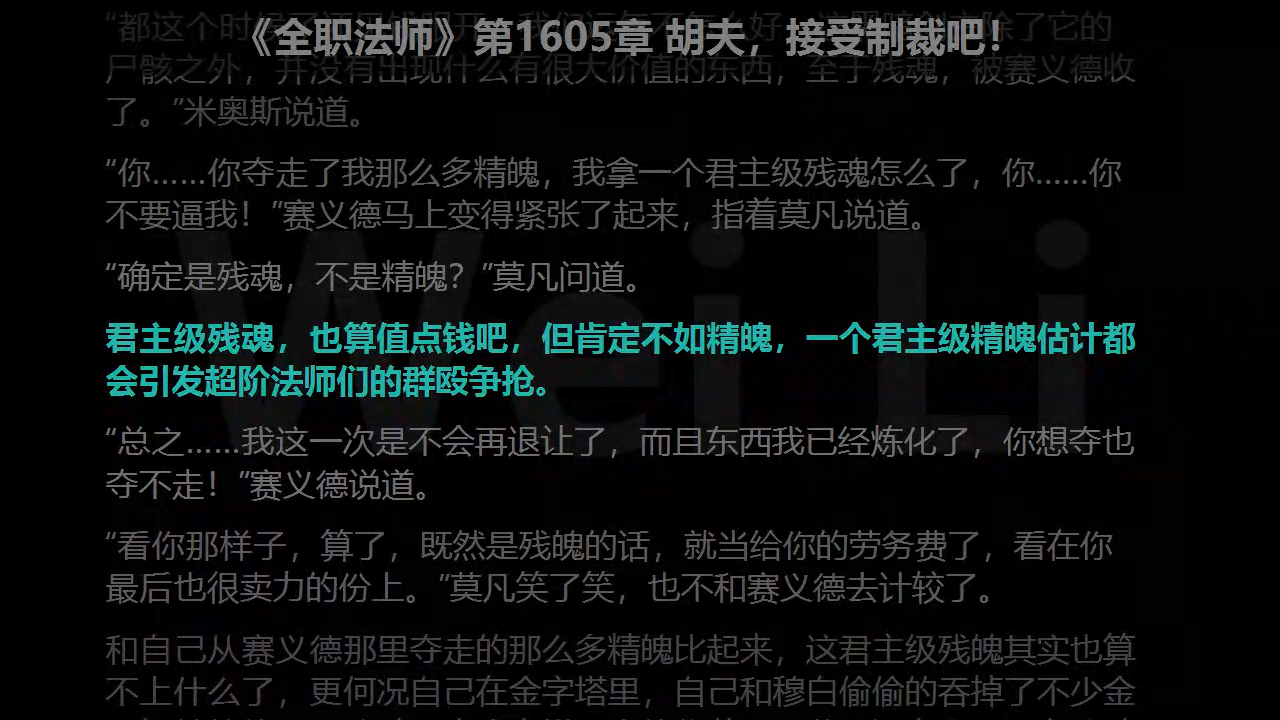 《全职法师》第1605章 胡夫，接受制裁吧！
除了它的
尸骸之外，并没有出现什么有很大价值的东西，至于残魂，被赛义德收
了。”米奥斯说道。
“你……你夺走了我那么多精魄，我拿一个君主级残魂怎么了，你……你
不要逼我！”赛义德马上变得紧张了起来，指着莫凡说道。
“确定是残魂，不是精魄？”莫凡问道。
君主级残魂，也算值点钱吧，但肯定不如精魄，一个君主级精魄估计都
会引发超阶法师们的群殴争抢。
“总之……我这一次是不会再退让了，而且东西我已经炼化了，你想夺也
夺不走！”赛义德说道。
“看你那样子，算了，既然是残魄的话，就当给你的劳务费了，看在你
最后也很卖力的份上。”莫凡笑了笑，也不和赛义德去计较了。
和自己从赛义德那里夺走的那么多精魄比起来，这君主级残魄其实也算
不上什么了，更何况自己在金字塔里，自己和穆白偷偷的吞掉了不少金
Wei Li